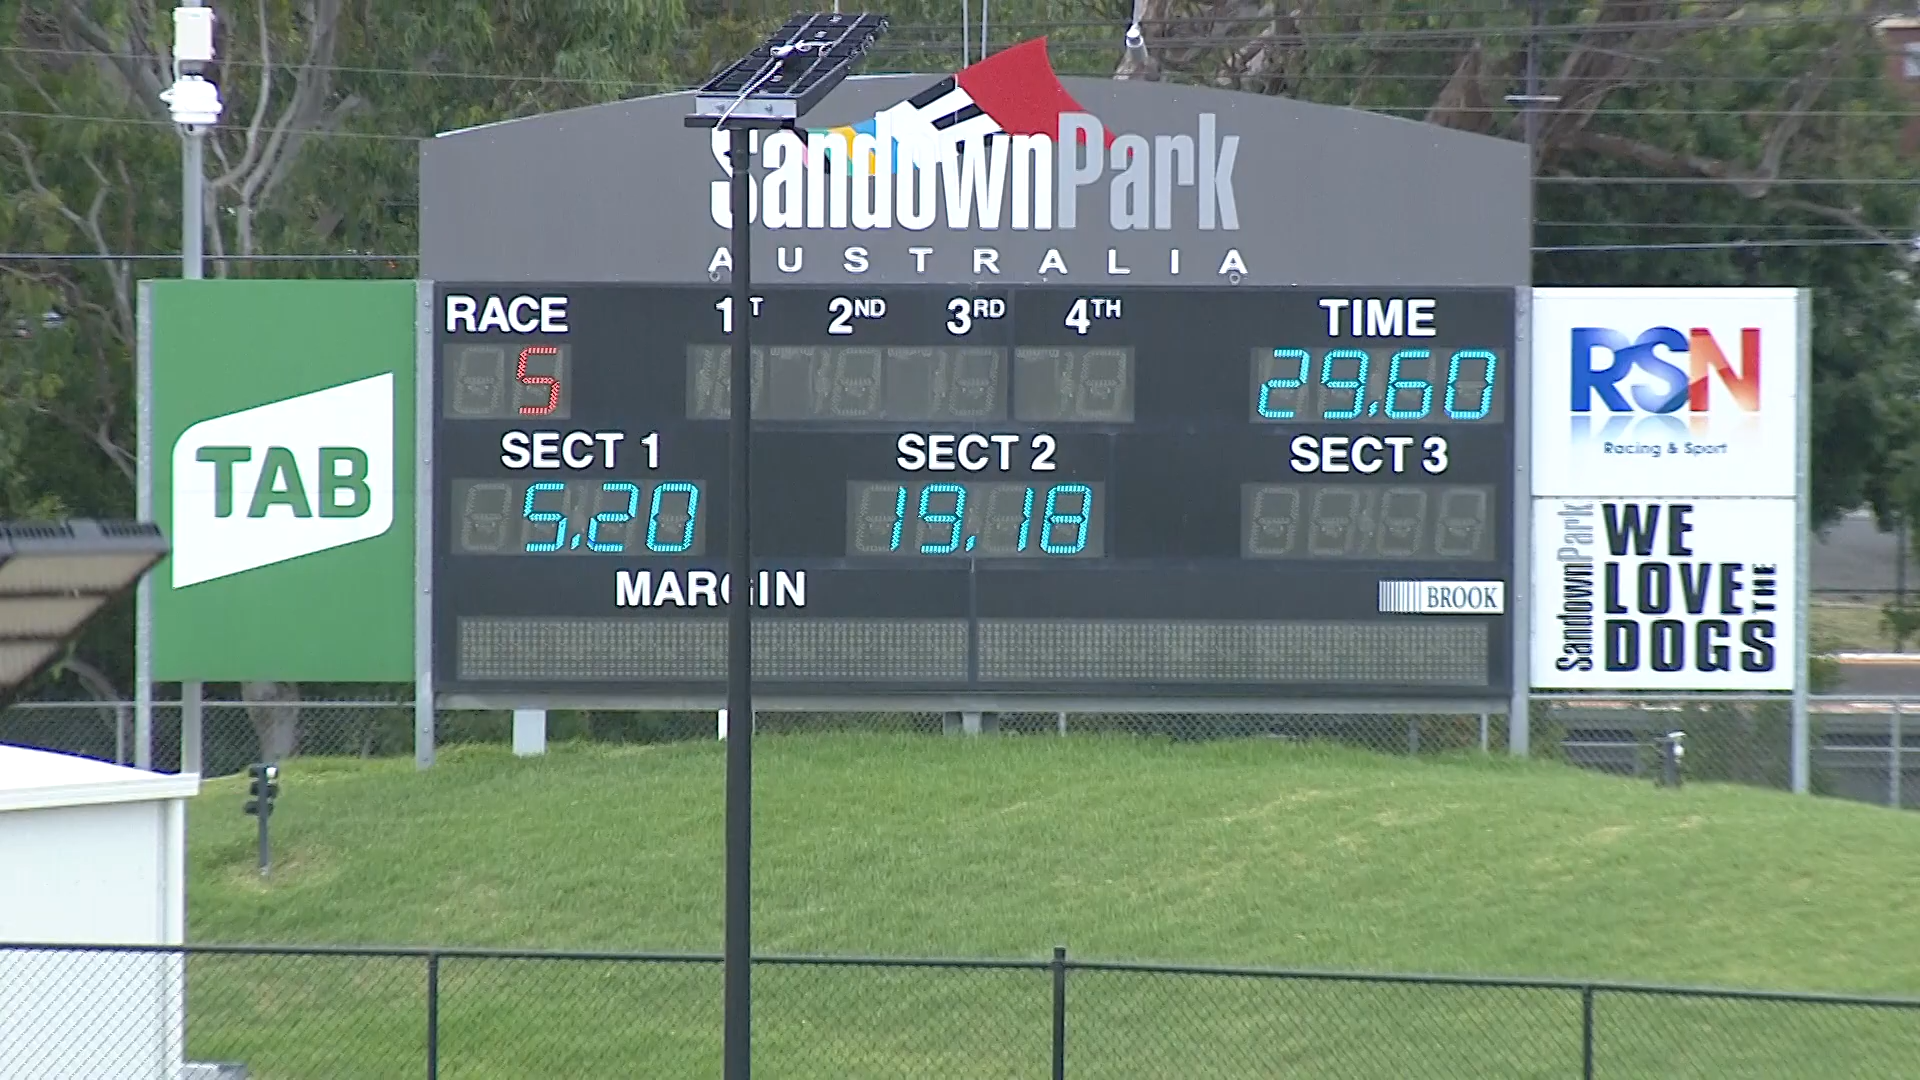 SandownPark
AUSTRALIA
RACE 1ST 2ND 3RD 4TH TIME
5 29.60
SECT 1 SECT 2 SECT 3
5.20 19.18
MARGIN
BROOK
TAB
RSN
Racing & Sport
SandownPark
WE
LOVE THE
DOGS